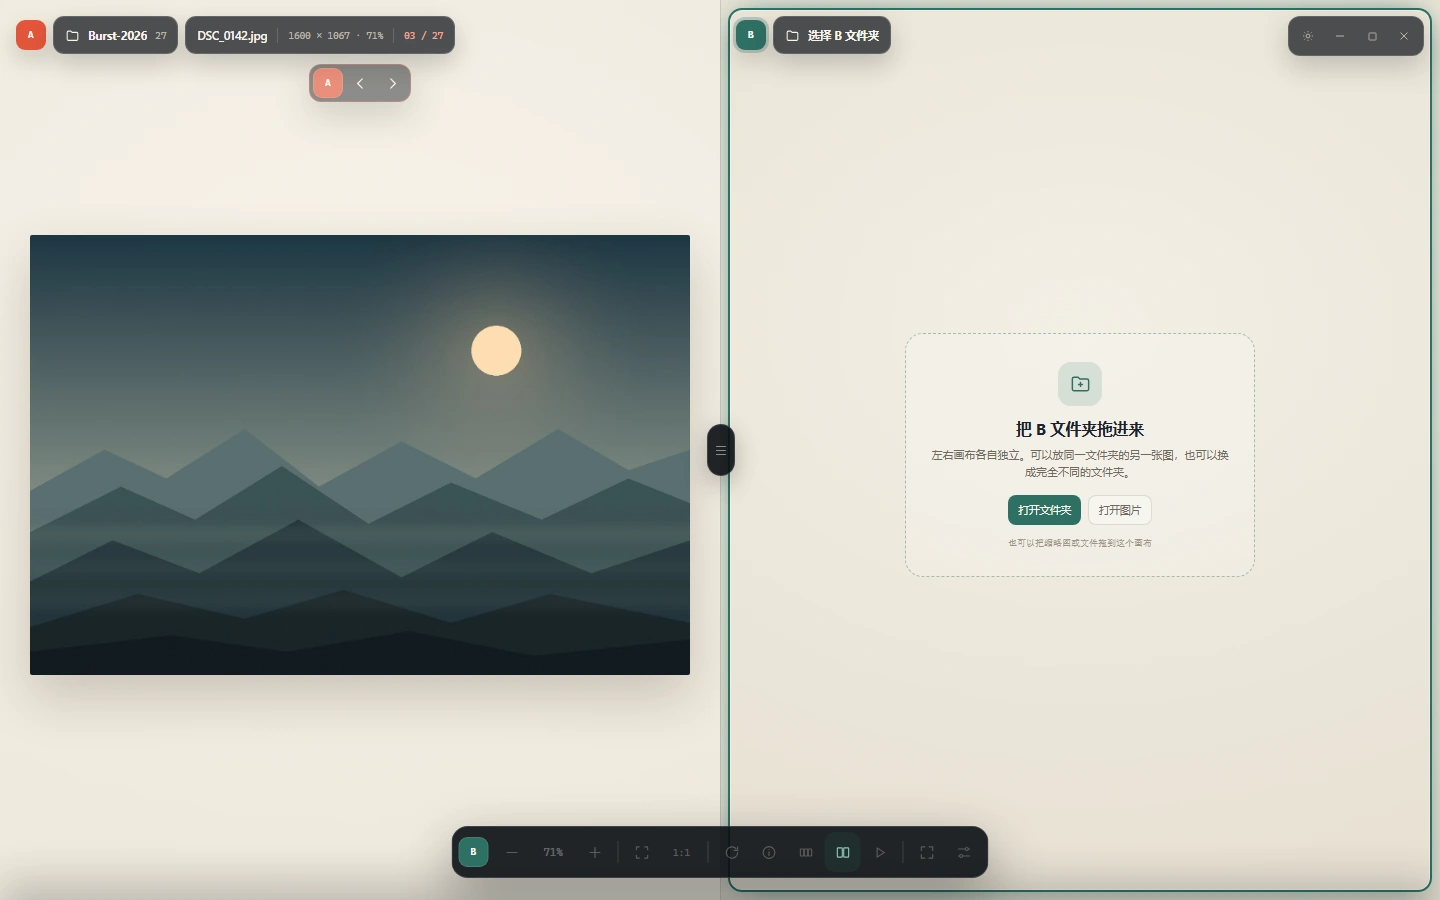 A
Burst-2026 27
DSC_0142.jpg
1600 × 1067 · 71%
03 / 27
B
选择 B 文件夹
A
把 B 文件夹拖进来
左右画布各自独立。可以放同一文件夹的另一张图，也可以换
成完全不同的文件夹。
打开文件夹
打开图片
也可以把缩略图或文件拖到这个画布
B
71%
1:1